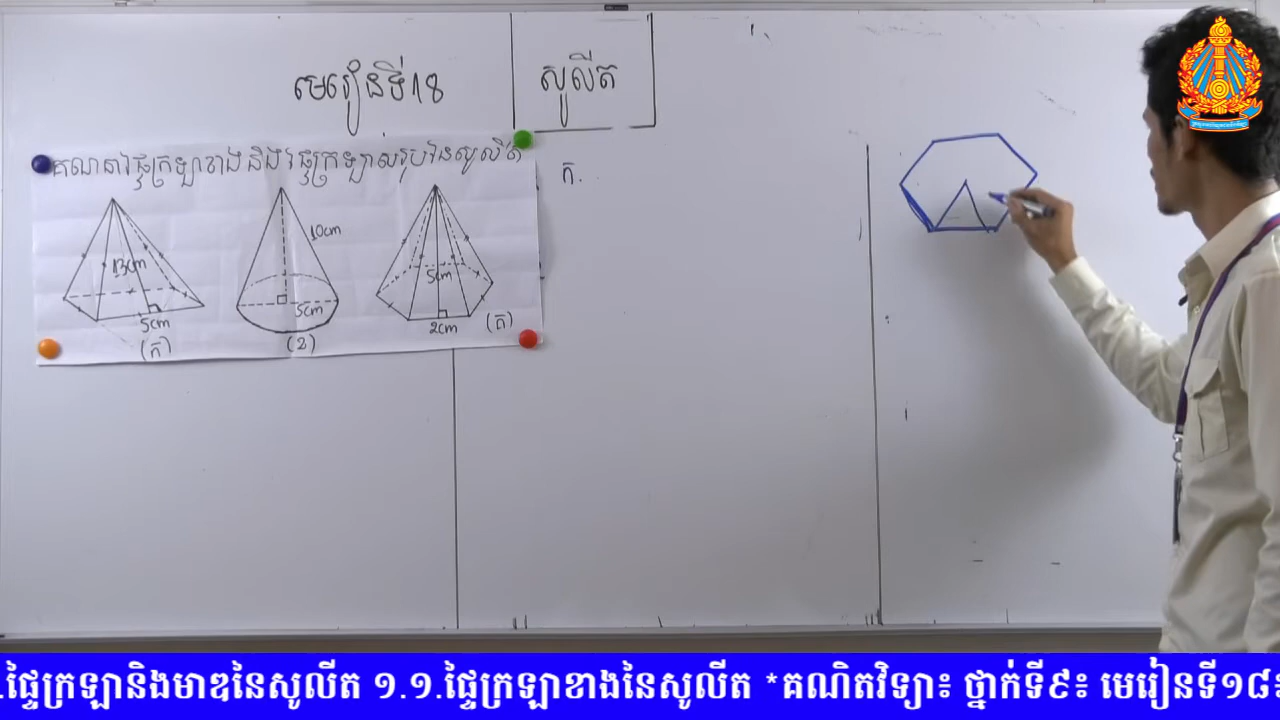 មេរៀនទី18
សូលីត
គណនាផ្ទៃក្រឡាខាង និងផ្ទៃក្រឡាសរុបនៃសូលីត
ក.
13cm
5cm
(ក)
10cm
5cm
(ខ)
5cm
2cm
(គ)
.ផ្ទៃក្រឡានិងមាឌនៃសូលីត ១.១.ផ្ទៃក្រឡាខាងនៃសូលីត *គណិតវិទ្យា៖ ថ្នាក់ទី៩៖ មេរៀនទី១៨៖